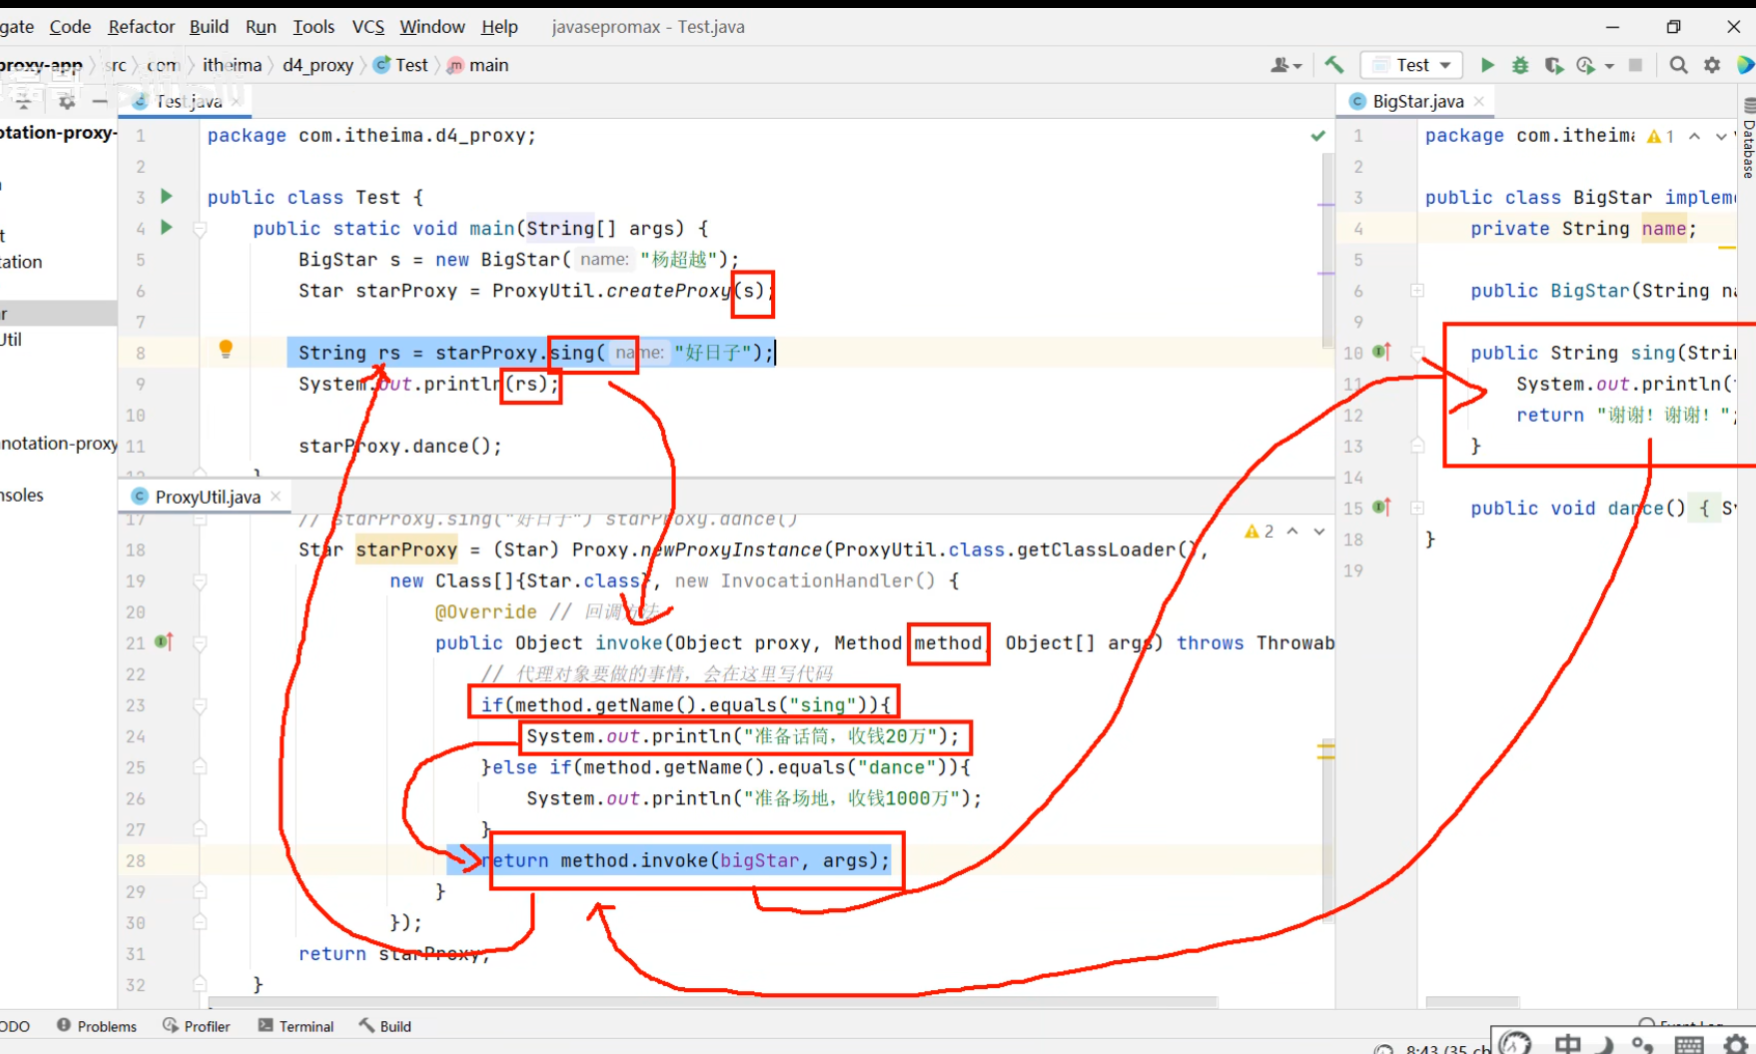 gate Code Refactor Build Run Tools VCS Window Help javasepromax - Test.java
proxy-app src com itheima d4_proxy Test main
Test
Test.java
BigStar.java
otation-proxy-
t
tation
r
Util
notation-proxy
nsoles
1 package com.itheima.d4_proxy;
2
3 public class Test {
4 public static void main(String[] args) {
5 BigStar s = new BigStar( name: "杨超越");
6 Star starProxy = ProxyUtil.createProxy(s);
7
8 String rs = starProxy.sing( name: "好日子");
9 System.out.println(rs);
10
11 starProxy.dance();
12 }
ProxyUtil.java
2
17 // starProxy.sing("好日子") starProxy.dance()
18 Star starProxy = (Star) Proxy.newProxyInstance(ProxyUtil.class.getClassLoader(),
19 new Class[]{Star.class}, new InvocationHandler() {
20 @Override // 回调方法
21 public Object invoke(Object proxy, Method method, Object[] args) throws Throwab
22 // 代理对象要做的事情，会在这里写代码
23 if(method.getName().equals("sing")){
24 System.out.println("准备话筒，收钱20万");
25 }else if(method.getName().equals("dance")){
26 System.out.println("准备场地，收钱1000万");
27 }
28 return method.invoke(bigStar, args);
29 }
30 });
31 return starProxy;
32 }
1 package com.itheima
1
2
3 public class BigStar implem
4 private String name;
5
6 public BigStar(String na
9
10 public String sing(Strin
11 System.out.println(
12 return "谢谢！谢谢！";
13 }
14
15 public void dance() { Sy
18 }
19
Database
ODO Problems Profiler Terminal Build
8:43 (35 ch
中